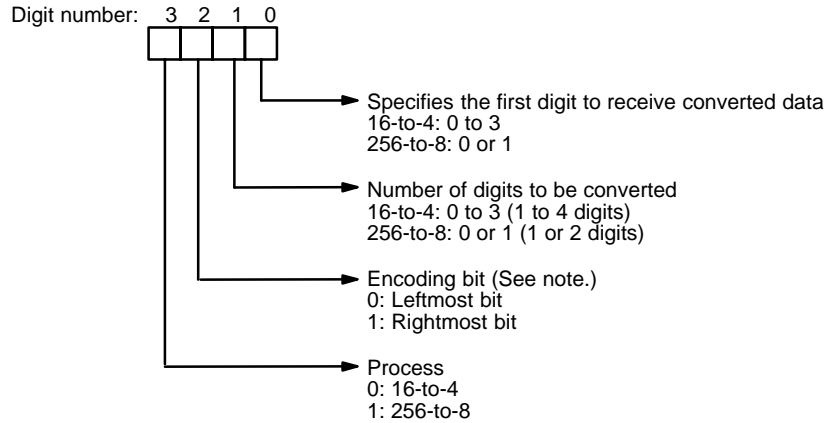 Digit number: 3 2 1 0
Specifies the first digit to receive converted data
16-to-4: 0 to 3
256-to-8: 0 or 1
Number of digits to be converted
16-to-4: 0 to 3 (1 to 4 digits)
256-to-8: 0 or 1 (1 or 2 digits)
Encoding bit (See note.)
0: Leftmost bit
1: Rightmost bit
Process
0: 16-to-4
1: 256-to-8